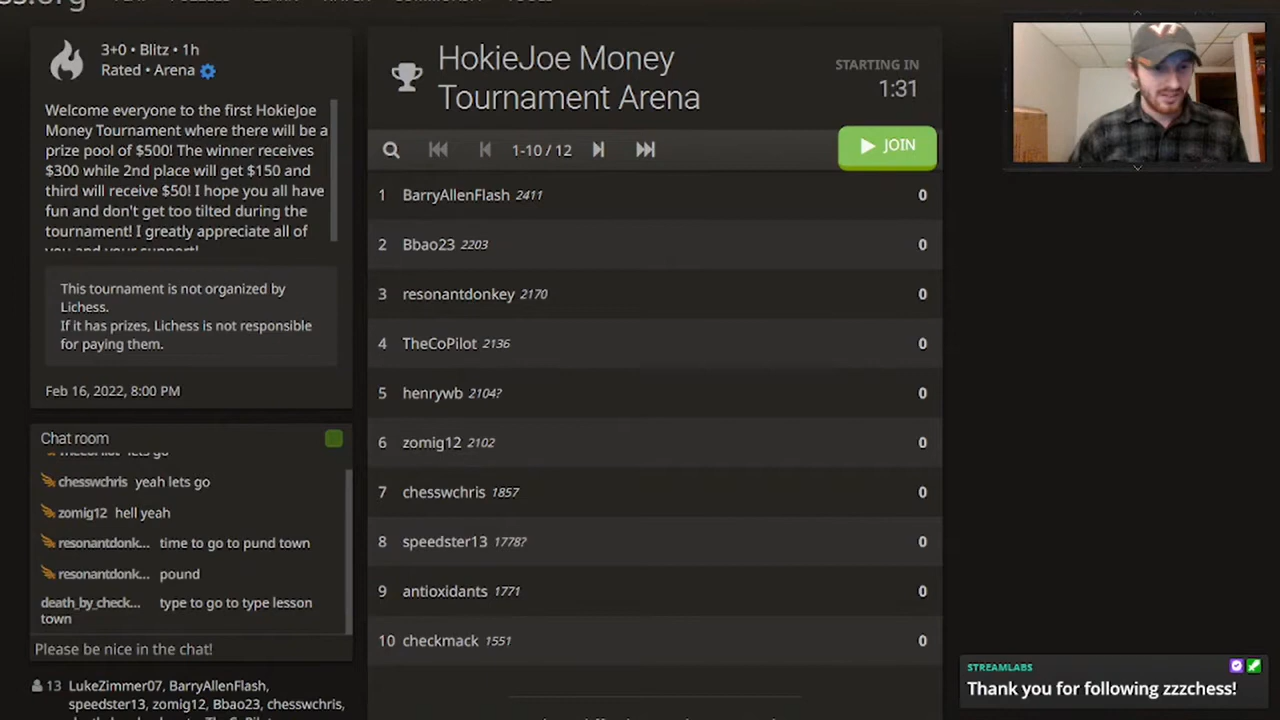 3+0 • Blitz • 1h
Rated • Arena
Welcome everyone to the first HokieJoe
Money Tournament where there will be a
prize pool of $500! The winner receives
$300 while 2nd place will get $150 and
third will receive $50! I hope you all have
fun and don't get too tilted during the
tournament! I greatly appreciate all of
you and your support!
This tournament is not organized by
Lichess.
If it has prizes, Lichess is not responsible
for paying them.
Feb 16, 2022, 8:00 PM
HokieJoe Money
Tournament Arena
STARTING IN
1:31
1-10 / 12
JOIN
1 BarryAllenFlash 2411 0
2 Bbao23 2203 0
3 resonantdonkey 2170 0
4 TheCoPilot 2136 0
5 henrywb 2104? 0
6 zomig12 2102 0
7 chesswchris 1857 0
8 speedster13 1778? 0
9 antioxidants 1771 0
10 checkmack 1551 0
Chat room
TheCoPilot lets go
chesswchris yeah lets go
zomig12 hell yeah
resonantdonk... time to go to pund town
resonantdonk... pound
death_by_check... type to go to type lesson
town
Please be nice in the chat!
13 LukeZimmer07, BarryAllenFlash,
speedster13, zomig12, Bbao23, chesswchris,
STREAMLABS
Thank you for following zzzchess!